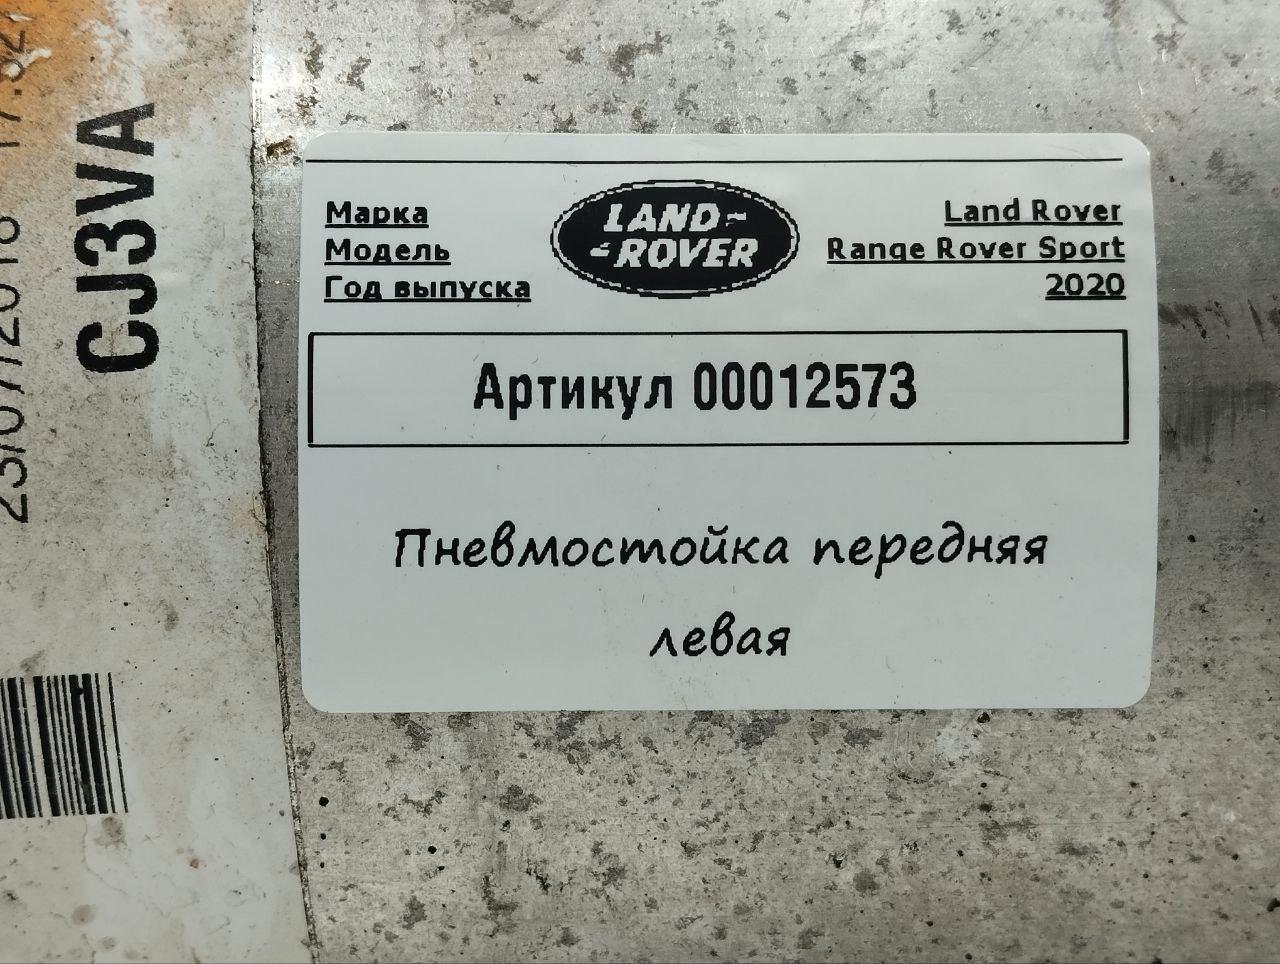 Марка
Модель
Год выпуска
LAND-
-ROVER
Land Rover
Range Rover Sport
2020
Артикул 00012573
Пневмостойка передняя
левая
CJ3VA